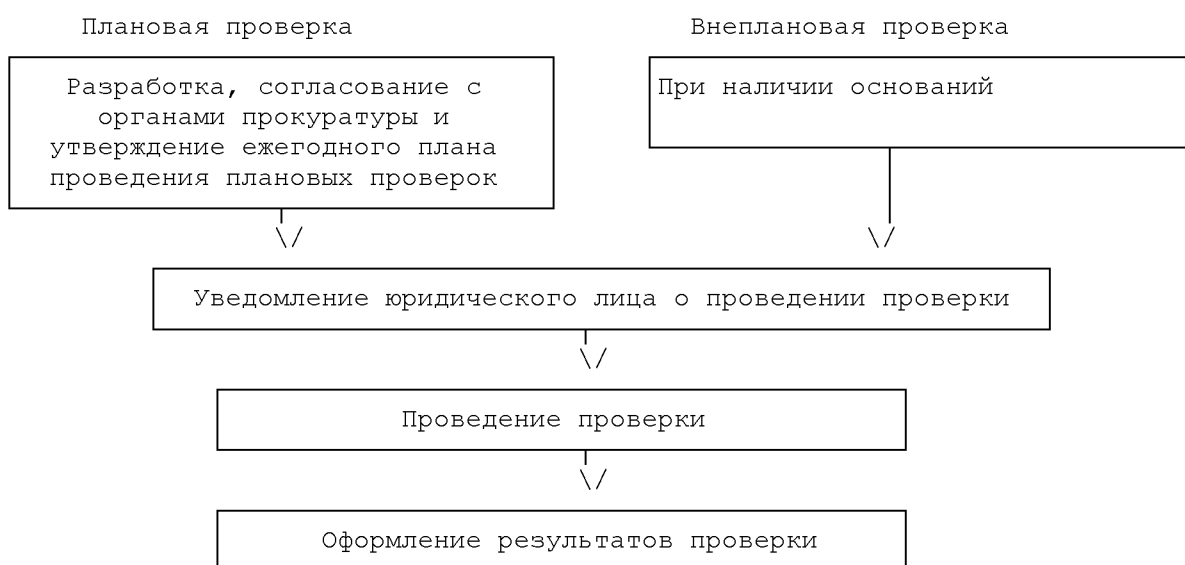 Плановая проверка
Внеплановая проверка
Разработка, согласование с
органами прокуратуры и
утверждение ежегодного плана
проведения плановых проверок
При наличии оснований
Уведомление юридического лица о проведении проверки
Проведение проверки
Оформление результатов проверки